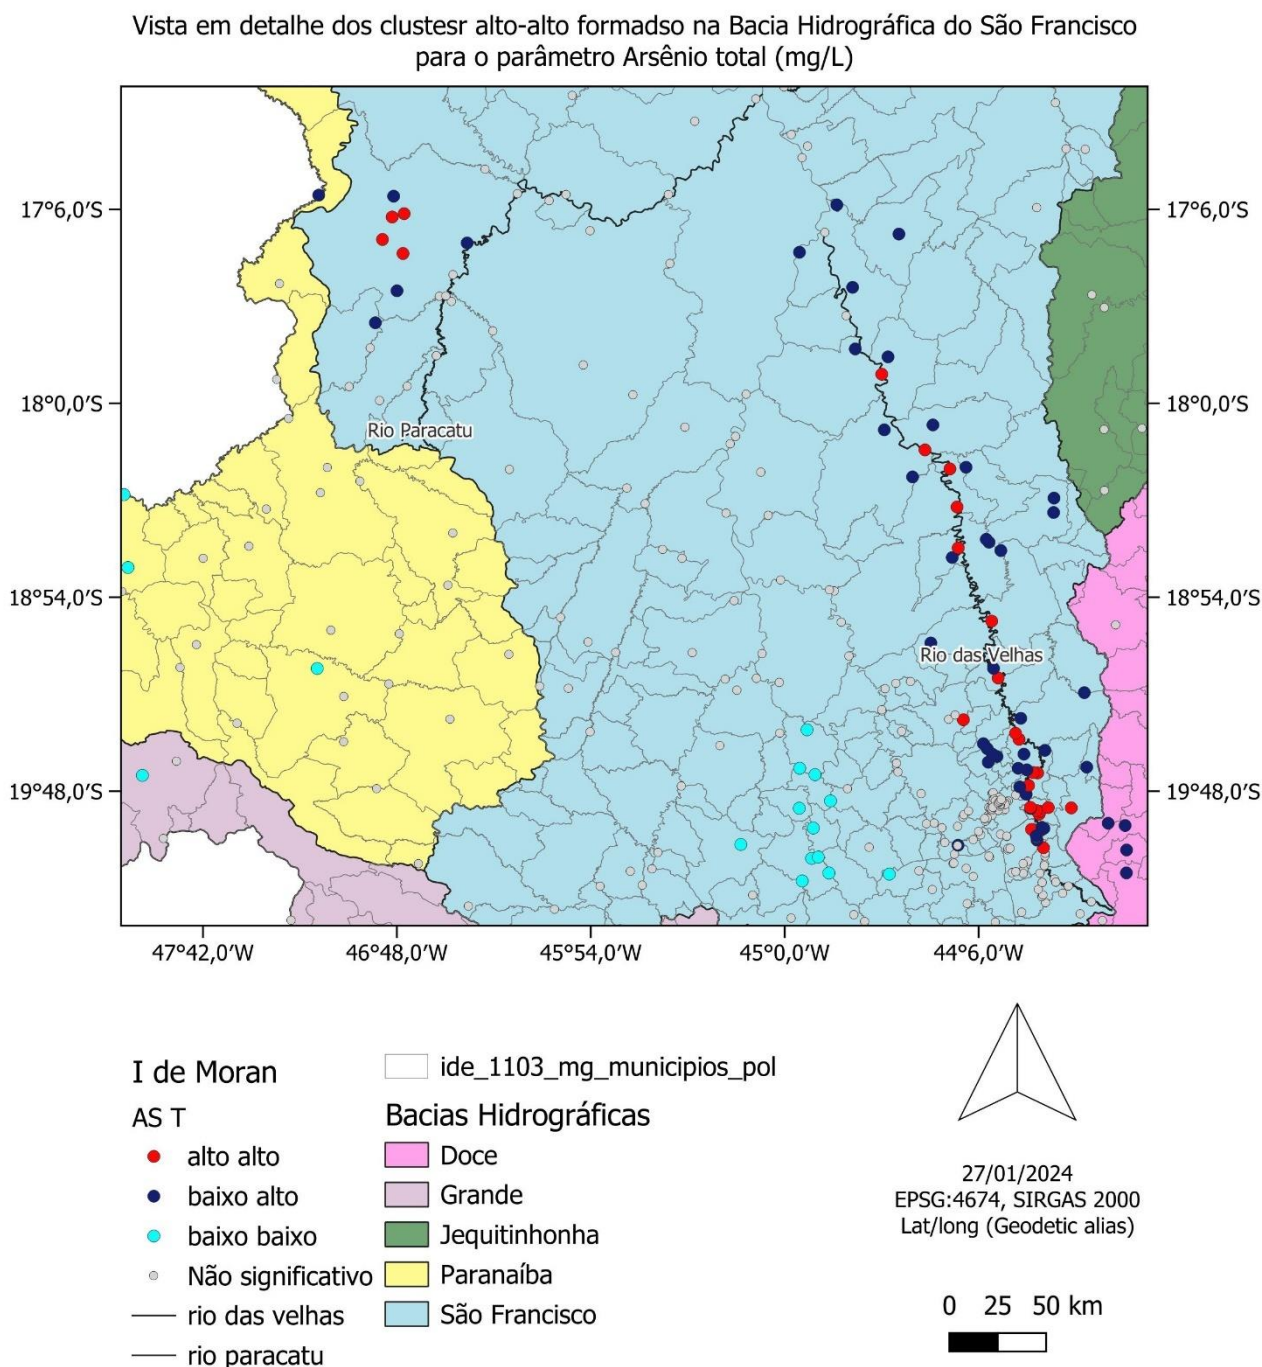 Vista em detalhe dos clustesr alto-alto formadso na Bacia Hidrográfica do São Francisco
para o parâmetro Arsênio total (mg/L)
17°6,0'S
17°6,0'S
18°0,0'S
18°0,0'S
Rio Paracatu
18°54,0'S
18°54,0'S
Rio das Velhas
19°48,0'S
19°48,0'S
47°42,0'W
46°48,0'W
45°54,0'W
45°0,0'W
44°6,0'W
I de Moran
AS T
alto alto
baixo alto
baixo baixo
Não significativo
rio das velhas
rio paracatu
ide_1103_mg_municipios_pol
Bacias Hidrográficas
Doce
Grande
Jequitinhonha
Paranaíba
São Francisco
27/01/2024
EPSG:4674, SIRGAS 2000
Lat/long (Geodetic alias)
0 25 50 km